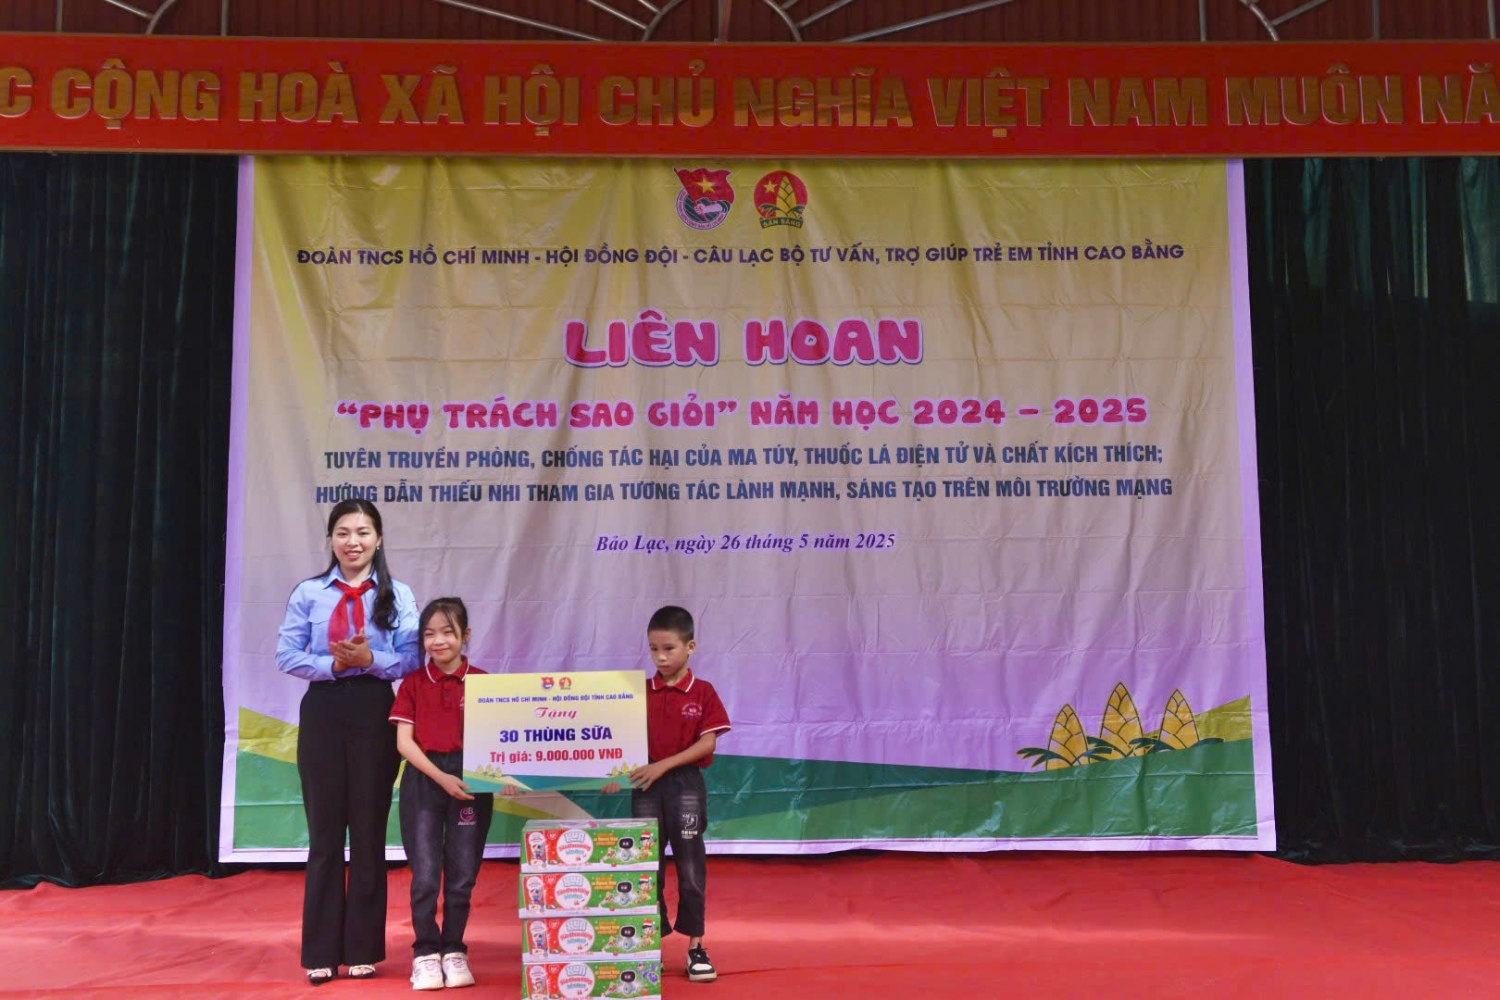 C CỘNG HOÀ XÃ HỘI CHỦ NGHĨA VIỆT NAM MUÔN NĂ
MĂNG NON
ĐOÀN TNCS HỒ CHÍ MINH - HỘI ĐỒNG ĐỘI - CÂU LẠC BỘ TƯ VẤN, TRỢ GIÚP TRẺ EM TỈNH CAO BẰNG
LIÊN HOAN
“PHỤ TRÁCH SAO GIỎI” NĂM HỌC 2024 – 2025
TUYÊN TRUYỀN PHÒNG, CHỐNG TÁC HẠI CỦA MA TÚY, THUỐC LÁ ĐIỆN TỬ VÀ CHẤT KÍCH THÍCH;
HƯỚNG DẪN THIẾU NHI THAM GIA TƯƠNG TÁC LÀNH MẠNH, SÁNG TẠO TRÊN MÔI TRƯỜNG MẠNG
Bảo Lạc, ngày 26 tháng 5 năm 2025
ĐOÀN TNCS HỒ CHÍ MINH - HỘI ĐỒNG ĐỘI TỈNH CAO BẰNG
Tặng
30 THÙNG SỮA
Trị giá: 9.000.000 VNĐ